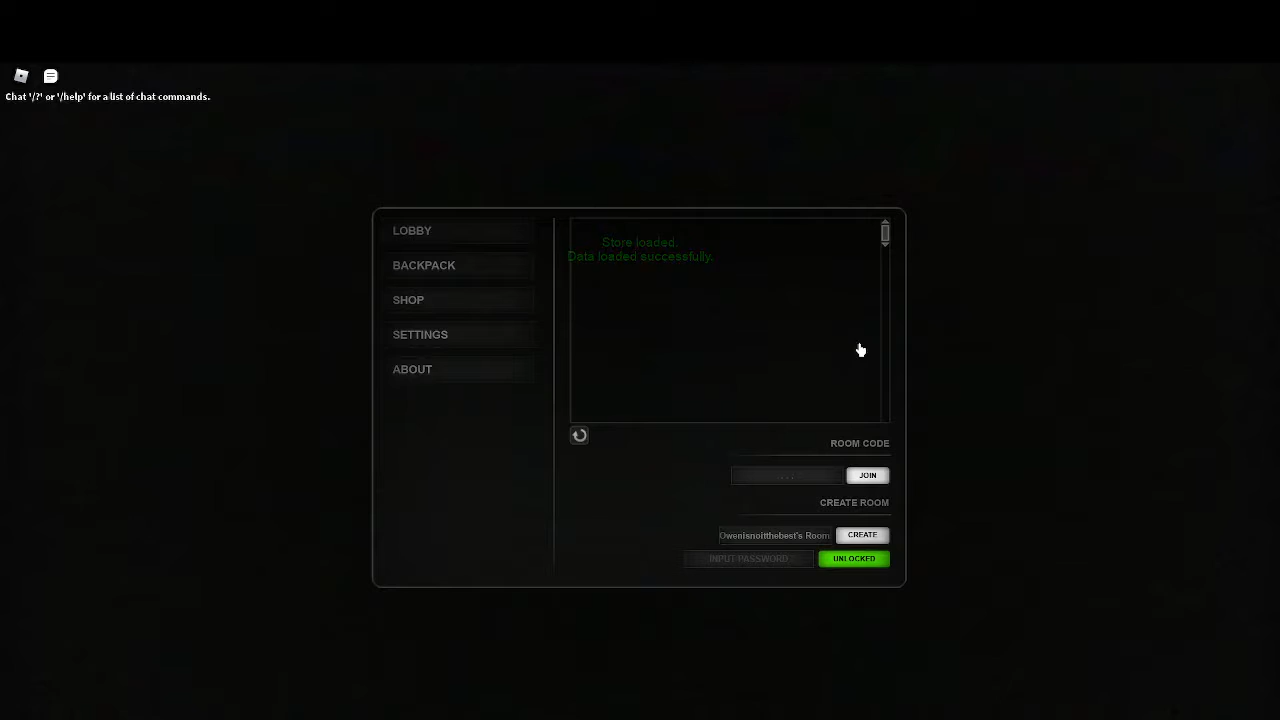 Chat '/?' or '/help' for a list of chat commands.
LOBBY
BACKPACK
SHOP
SETTINGS
ABOUT
Store loaded.
Data loaded successfully.
ROOM CODE
....
JOIN
CREATE ROOM
Owenisnoitthebest's Room
CREATE
INPUT PASSWORD
UNLOCKED